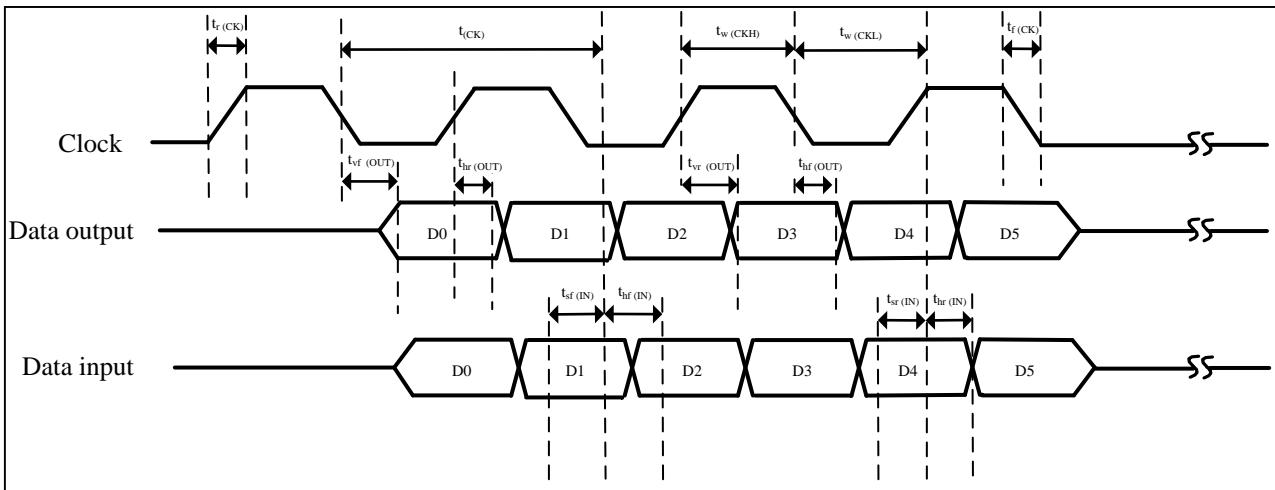 tr (CK)
t(CK)
tw (CKH)
tw (CKL)
tf (CK)
Clock
tvf (OUT)
thr (OUT)
tvr (OUT)
thf (OUT)
Data output
D0
D1
D2
D3
D4
D5
tsf (IN)
thf (IN)
tsr (IN)
thr (IN)
Data input
D0
D1
D2
D3
D4
D5